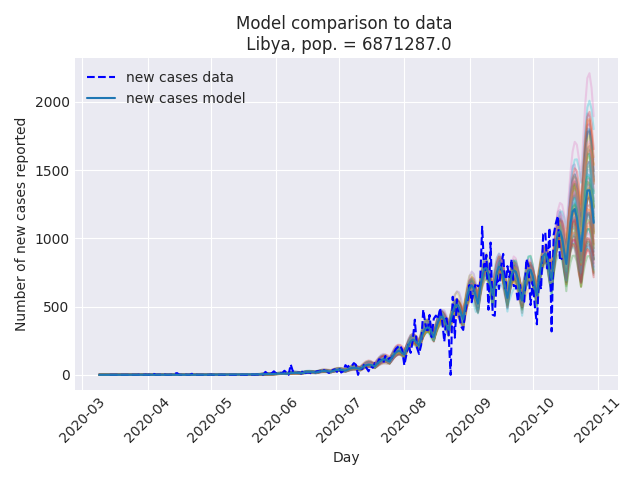 Model comparison to data
Libya, pop. = 6871287.0
new cases data
new cases model
Number of new cases reported
2000
1500
1000
500
0
2020-03
2020-04
2020-05
2020-06
2020-07
2020-08
2020-09
2020-10
2020-11
Day